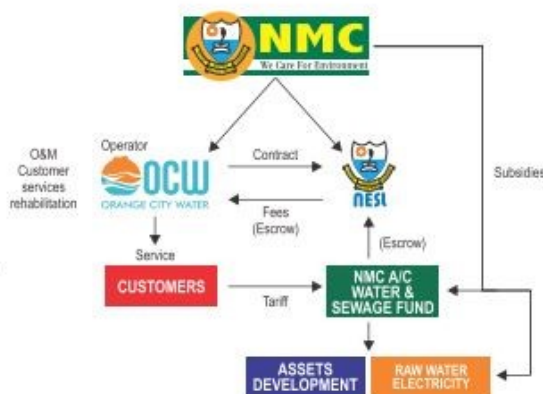 NMC
We Care For Environment
O&M
Customer
services
rehabilitation
Operator
OCW
ORANGE CITY WATER
Contract
Fees
(Escrow)
NESL
Subsidies
Service
(Escrow)
CUSTOMERS
Tariff
NMC A/C
WATER &
SEWAGE FUND
ASSETS
DEVELOPMENT
RAW WATER
ELECTRICITY